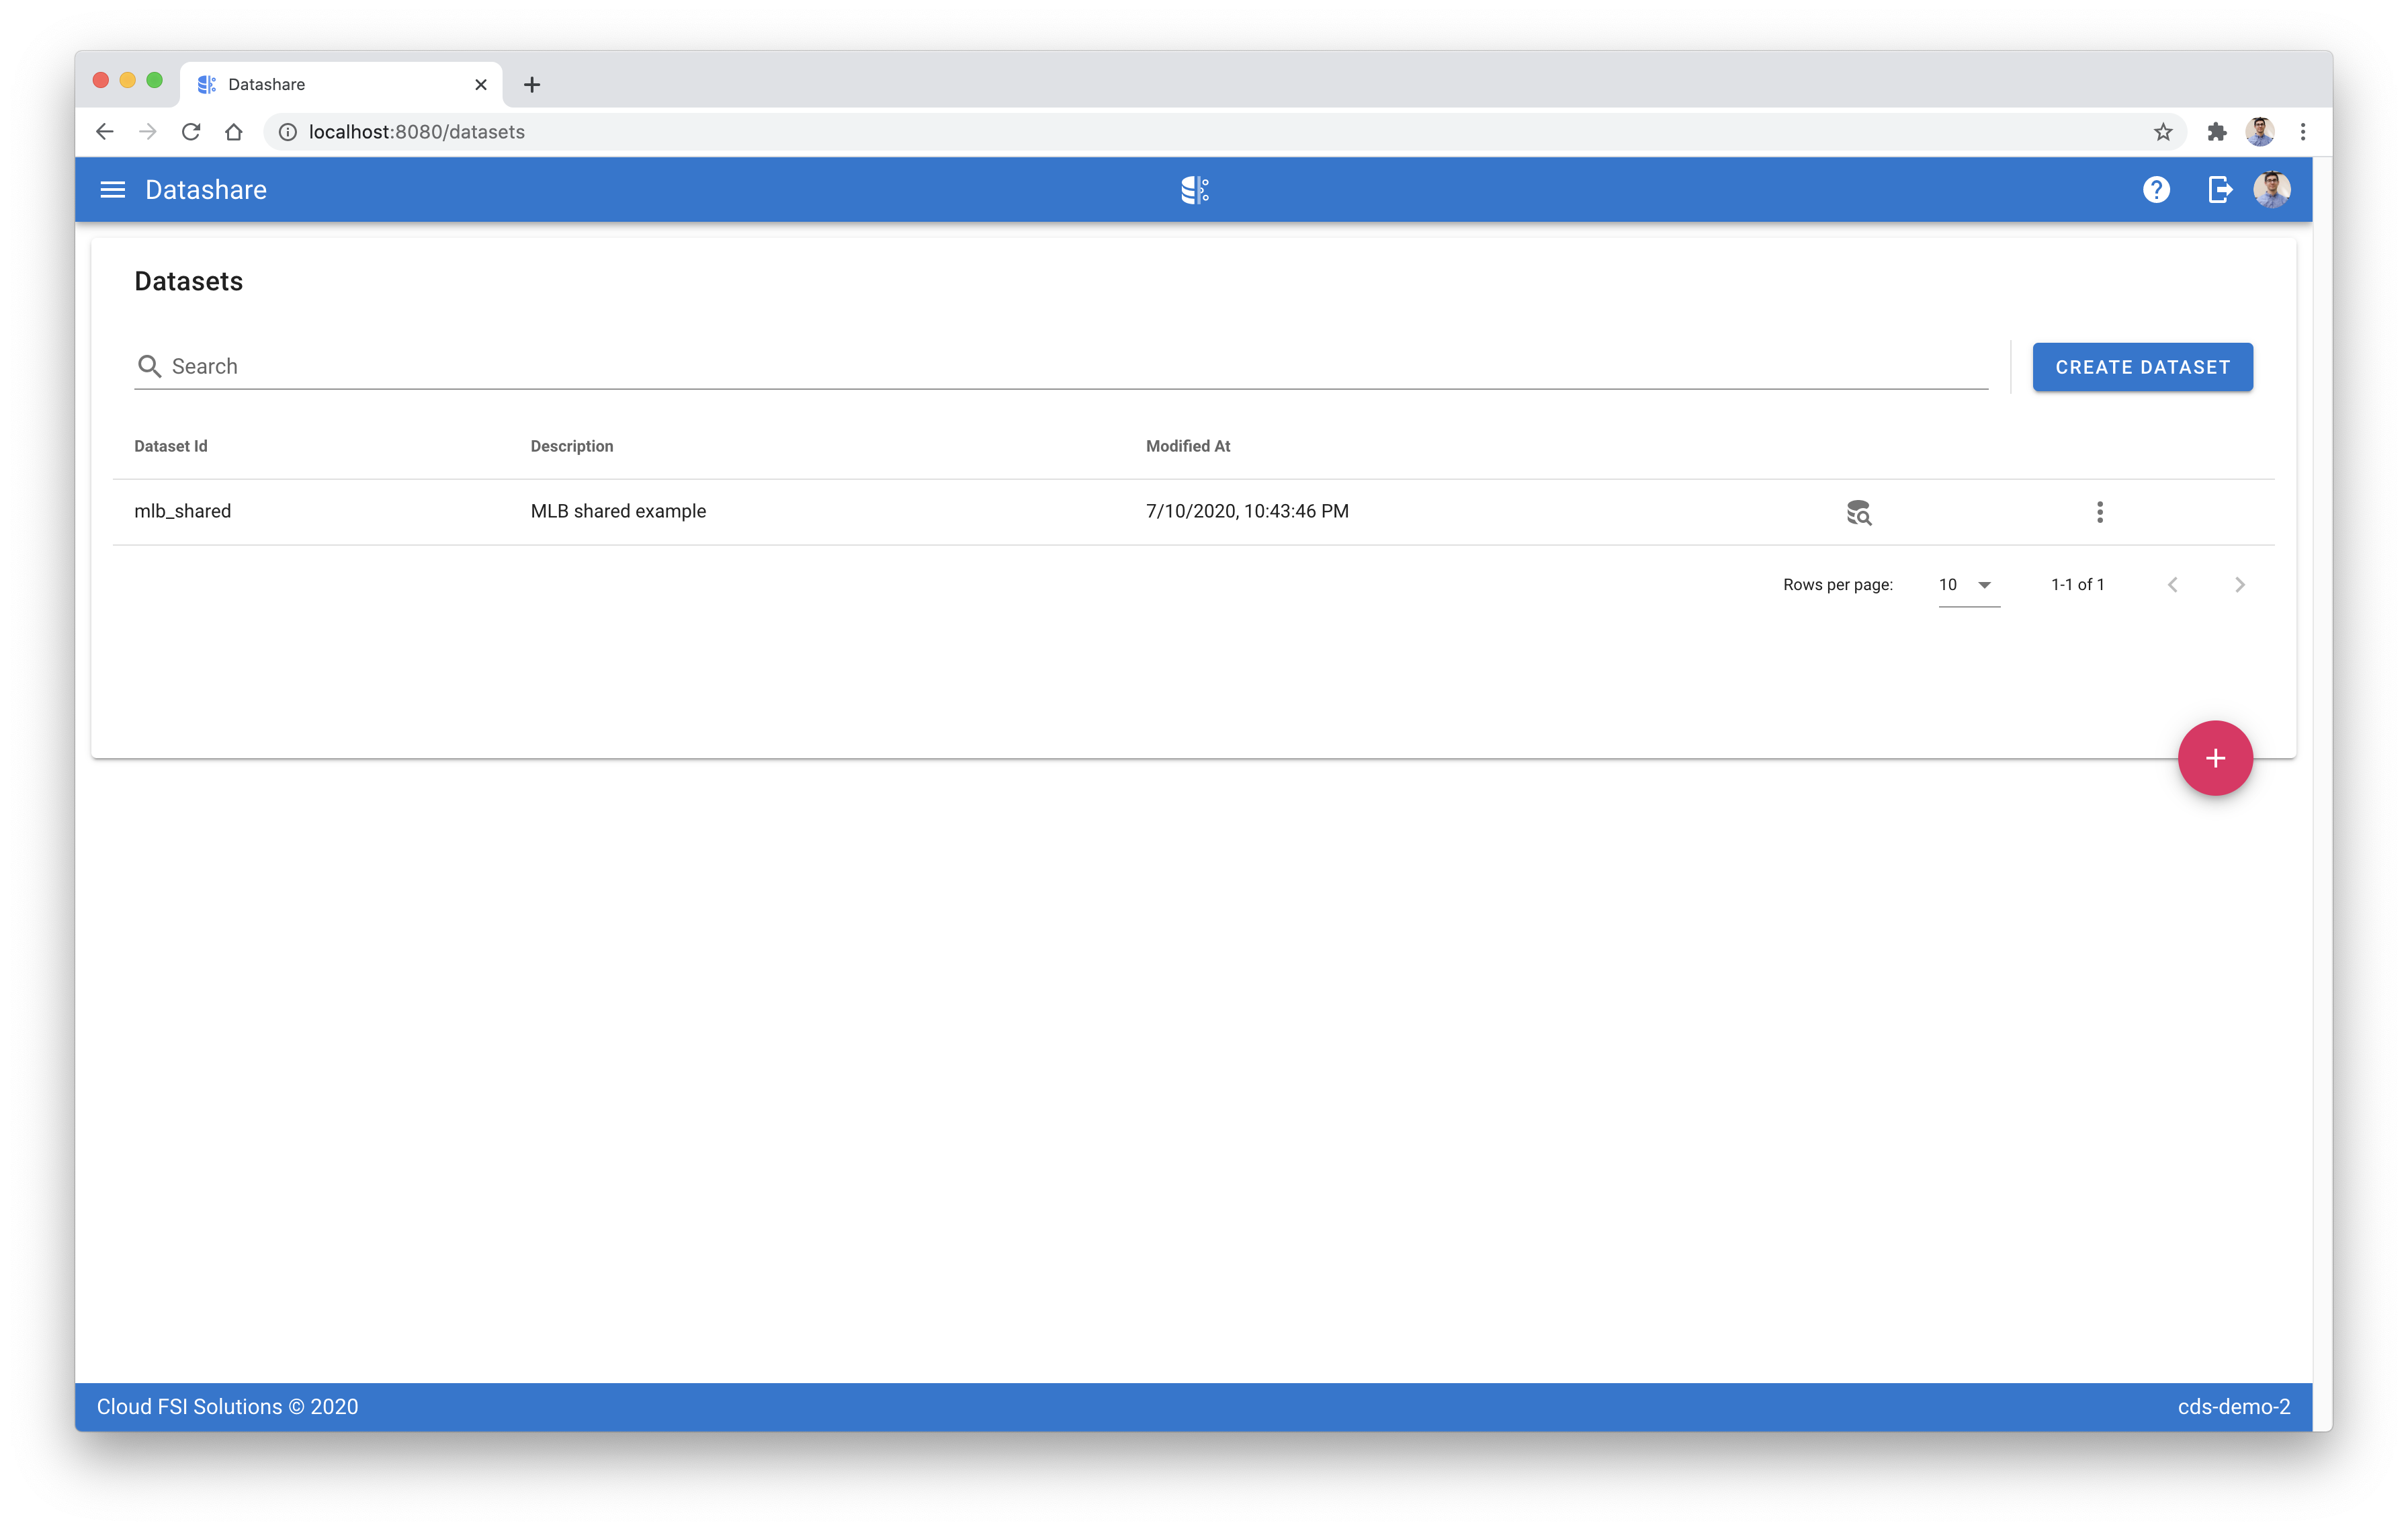 Datashare
localhost:8080/datasets
Datashare
Datasets
Search
CREATE DATASET
Dataset Id Description Modified At
mlb_shared MLB shared example 7/10/2020, 10:43:46 PM
Rows per page: 10 1-1 of 1
Cloud FSI Solutions © 2020 cds-demo-2